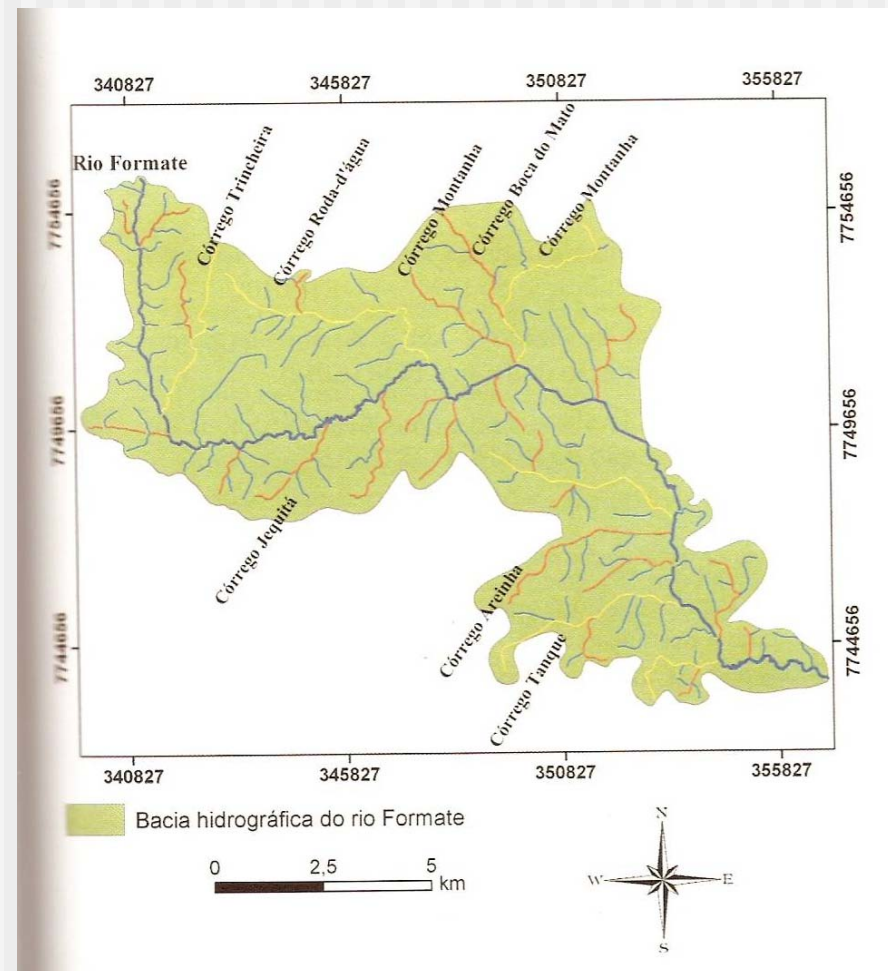 340827 345827 350827 355827
Rio Formate
Córrego Trincheira
Córrego Roda-d'água
Córrego Montanha
Córrego Boca do Mato
Córrego Montanha
7754656
7754656
7749656
7749656
Córrego Jequitá
Córrego Areinha
Córrego Tanque
7744656
7744656
340827 345827 350827 355827
Bacia hidrográfica do rio Formate
0 2,5 5
km
N
W E
S